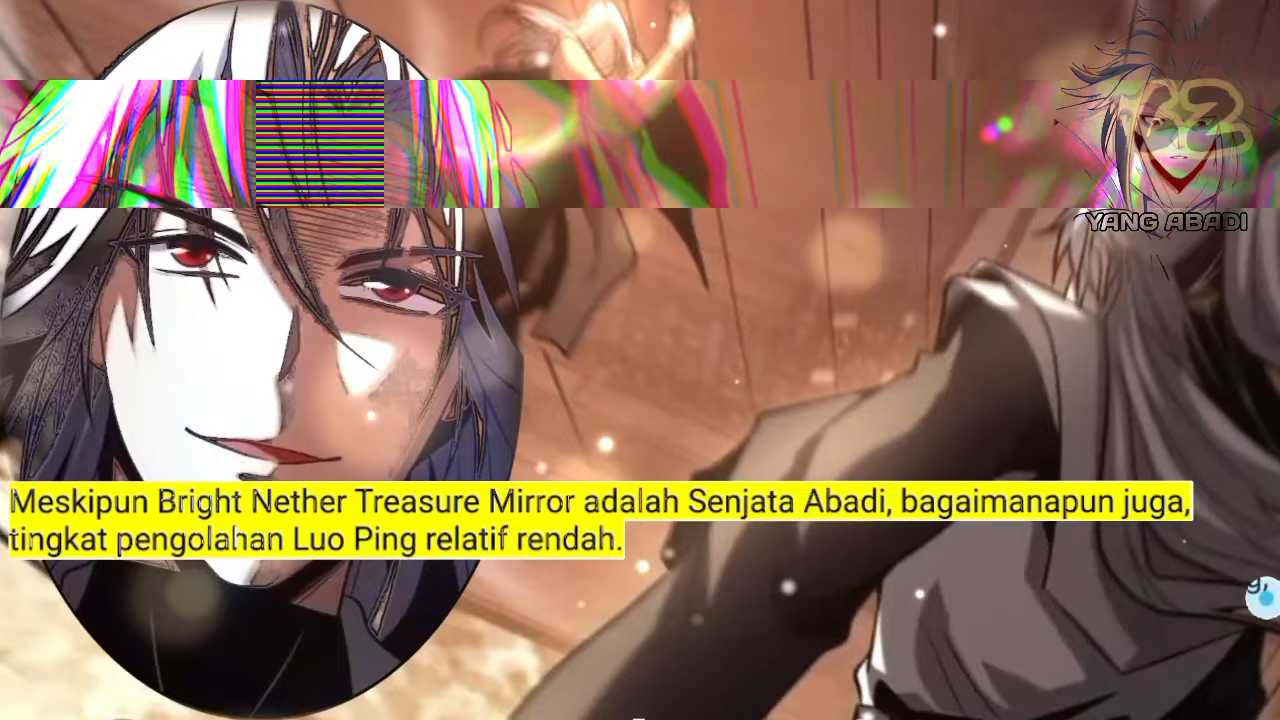 YANG ABADI
Meskipun Bright Nether Treasure Mirror adalah Senjata Abadi, bagaimanapun juga,
tingkat pengolahan Luo Ping relatif rendah.